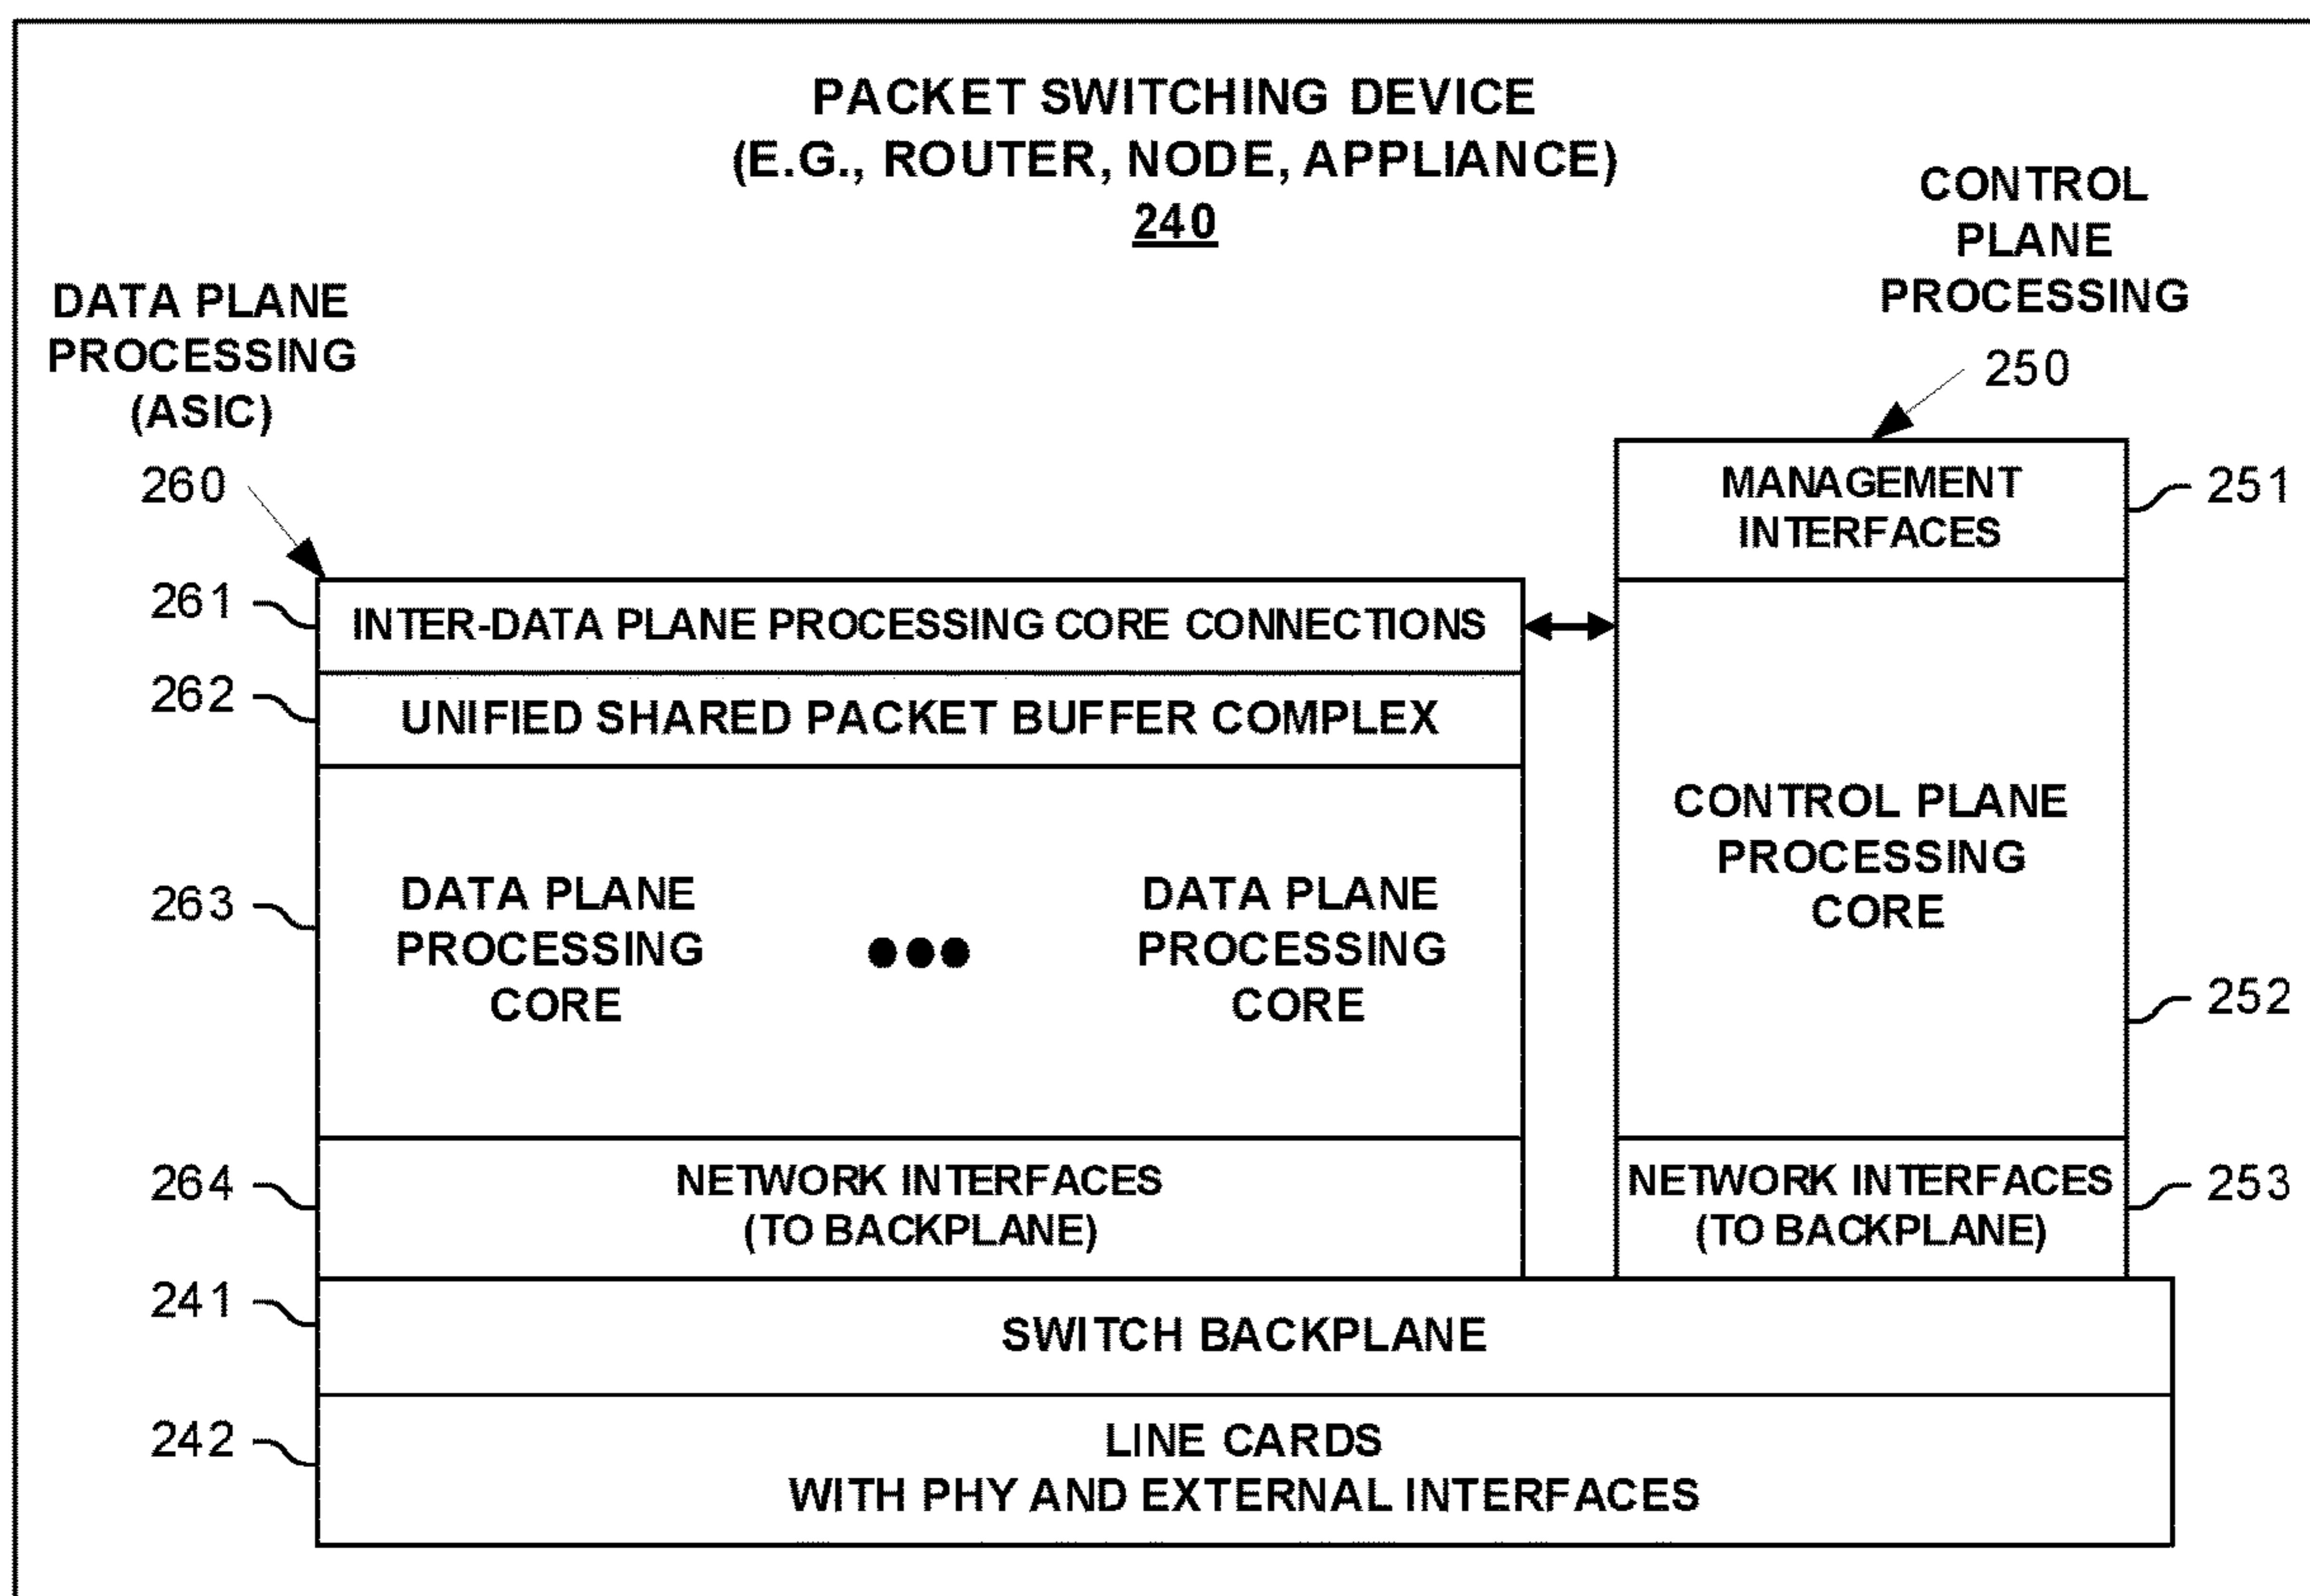 PACKET SWITCHING DEVICE
(E.G., ROUTER, NODE, APPLIANCE)
240
CONTROL
PLANE
PROCESSING
250
DATA PLANE
PROCESSING
(ASIC)
260
MANAGEMENT
INTERFACES
251
261
INTER-DATA PLANE PROCESSING CORE CONNECTIONS
262
UNIFIED SHARED PACKET BUFFER COMPLEX
263
DATA PLANE
PROCESSING
CORE
●●●
DATA PLANE
PROCESSING
CORE
CONTROL PLANE
PROCESSING
CORE
252
264
NETWORK INTERFACES
(TO BACKPLANE)
NETWORK INTERFACES
(TO BACKPLANE)
253
241
SWITCH BACKPLANE
242
LINE CARDS
WITH PHY AND EXTERNAL INTERFACES